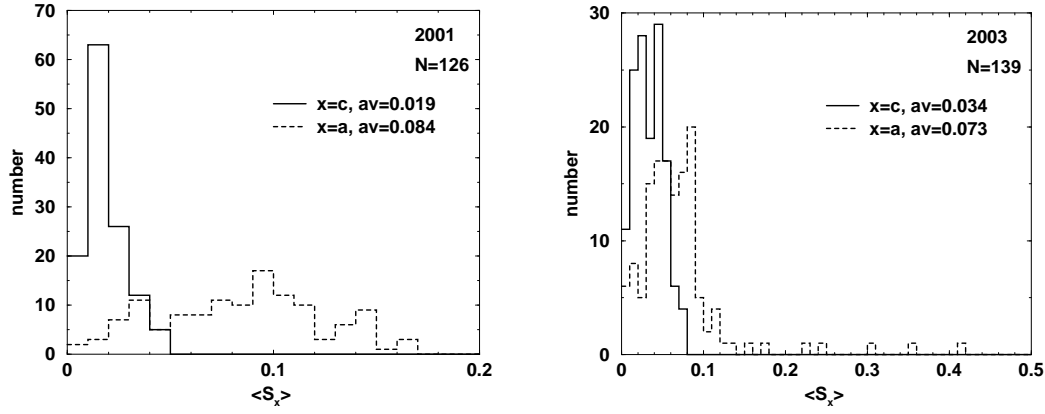 70
60
50
40
30
20
10
0
number
2001
N=126
x=c, av=0.019
x=a, av=0.084
0 0.1 0.2
<S_x>
30
20
10
0
number
2003
N=139
x=c, av=0.034
x=a, av=0.073
0 0.1 0.2 0.3 0.4 0.5
<S_x>